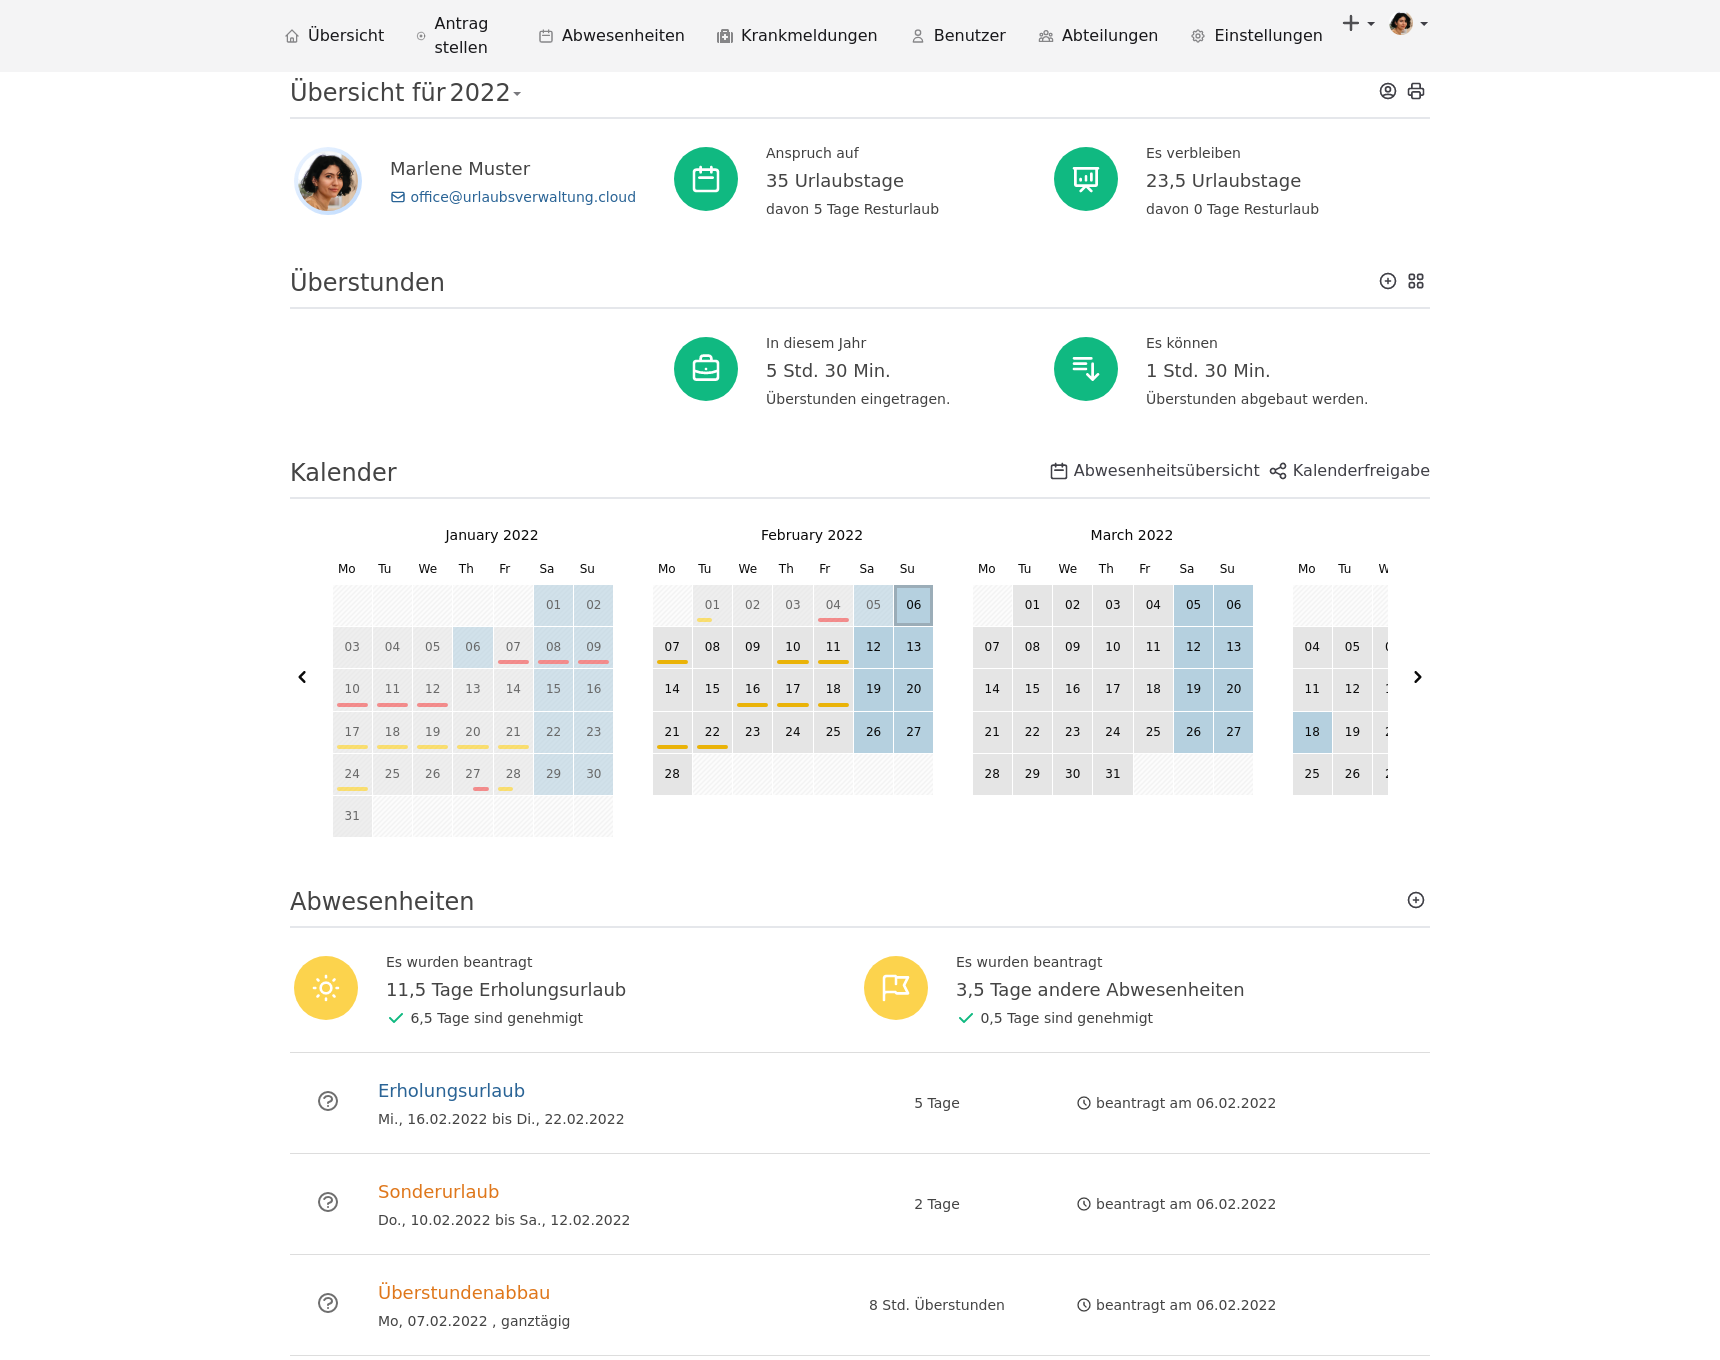 Übersicht
Antrag stellen
Abwesenheiten
Krankmeldungen
Benutzer
Abteilungen
Einstellungen
Übersicht für 2022
Marlene Muster
office@urlaubsverwaltung.cloud
Anspruch auf
35 Urlaubstage
davon 5 Tage Resturlaub
Es verbleiben
23,5 Urlaubstage
davon 0 Tage Resturlaub
Überstunden
In diesem Jahr
5 Std. 30 Min.
Überstunden eingetragen.
Es können
1 Std. 30 Min.
Überstunden abgebaut werden.
Kalender
Abwesenheitsübersicht
Kalenderfreigabe
January 2022
Mo Tu We Th Fr Sa Su
01 02
03 04 05 06 07 08 09
10 11 12 13 14 15 16
17 18 19 20 21 22 23
24 25 26 27 28 29 30
31
February 2022
Mo Tu We Th Fr Sa Su
01 02 03 04 05 06
07 08 09 10 11 12 13
14 15 16 17 18 19 20
21 22 23 24 25 26 27
28
March 2022
Mo Tu We Th Fr Sa Su
01 02 03 04 05 06
07 08 09 10 11 12 13
14 15 16 17 18 19 20
21 22 23 24 25 26 27
28 29 30 31
Mo Tu
04 05
11 12
18 19
25 26
Abwesenheiten
Es wurden beantragt
11,5 Tage Erholungsurlaub
6,5 Tage sind genehmigt
Es wurden beantragt
3,5 Tage andere Abwesenheiten
0,5 Tage sind genehmigt
Erholungsurlaub
Mi., 16.02.2022 bis Di., 22.02.2022
5 Tage
beantragt am 06.02.2022
Sonderurlaub
Do., 10.02.2022 bis Sa., 12.02.2022
2 Tage
beantragt am 06.02.2022
Überstundenabbau
Mo, 07.02.2022 , ganztägig
8 Std. Überstunden
beantragt am 06.02.2022